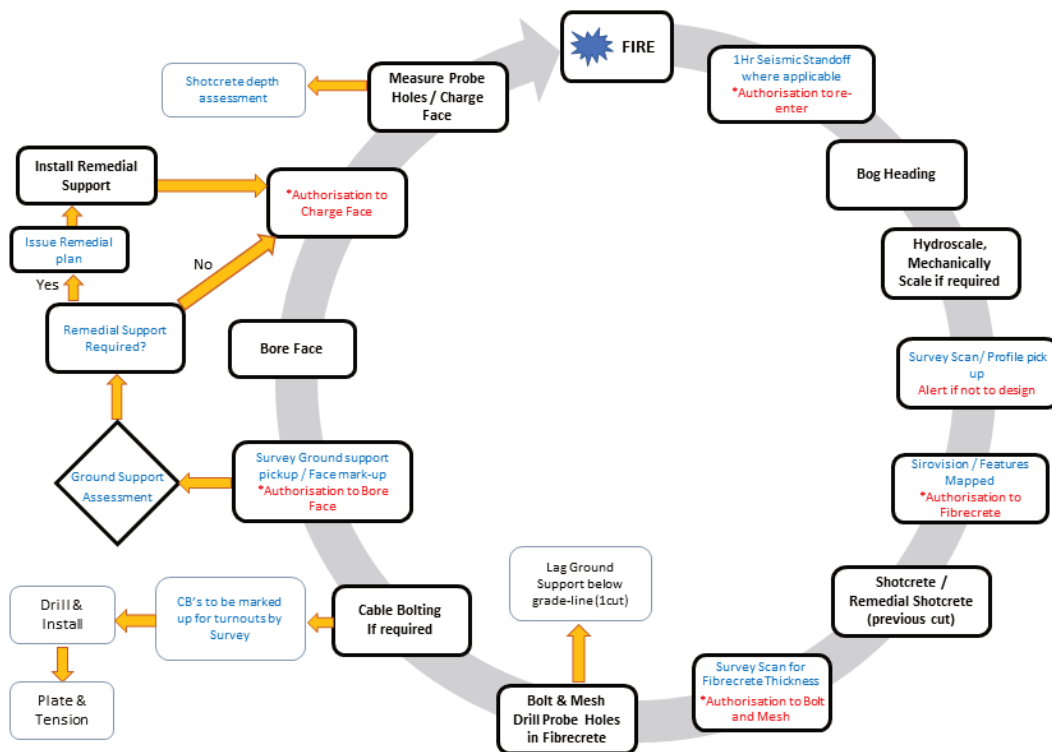 FIRE
1Hr Seismic Standoff
where applicable
*Authorisation to re-
enter
Bog Heading
Hydroscale,
Mechanically
Scale if required
Survey Scan/ Profile pick
up
Alert if not to design
Sirovision / Features
Mapped
*Authorisation to
Fibrecrete
Shotcrete /
Remedial Shotcrete
(previous cut)
Survey Scan for
Fibrecrete Thickness
*Authorisation to Bolt
and Mesh
Bolt & Mesh
Drill Probe Holes
in Fibrecrete
Lag Ground
Support below
grade-line (1cut)
Cable Bolting
If required
CB's to be marked
up for turnouts by
Survey
Drill &
Install
Plate &
Tension
Survey Ground support
pickup / Face mark-up
*Authorisation to Bore
Face
Ground Support
Assessment
Remedial Support
Required?
Yes
No
Issue Remedial
plan
Install Remedial
Support
Bore Face
*Authorisation to
Charge Face
Measure Probe
Holes / Charge
Face
Shotcrete depth
assessment